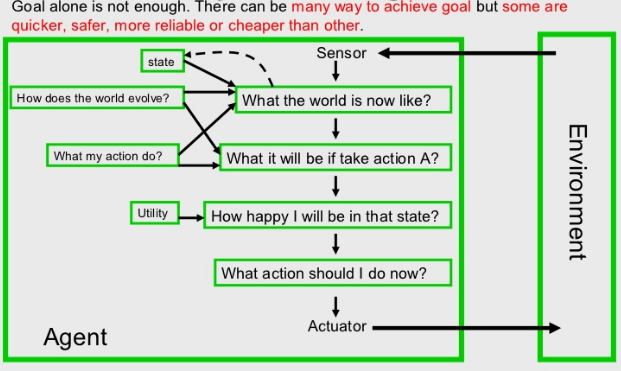 Goal alone is not enough. There can be many way to achieve goal but some are
quicker, safer, more reliable or cheaper than other.
Sensor
state
How does the world evolve?
What the world is now like?
What my action do?
What it will be if take action A?
Utility
How happy I will be in that state?
What action should I do now?
Actuator
Agent
Environment